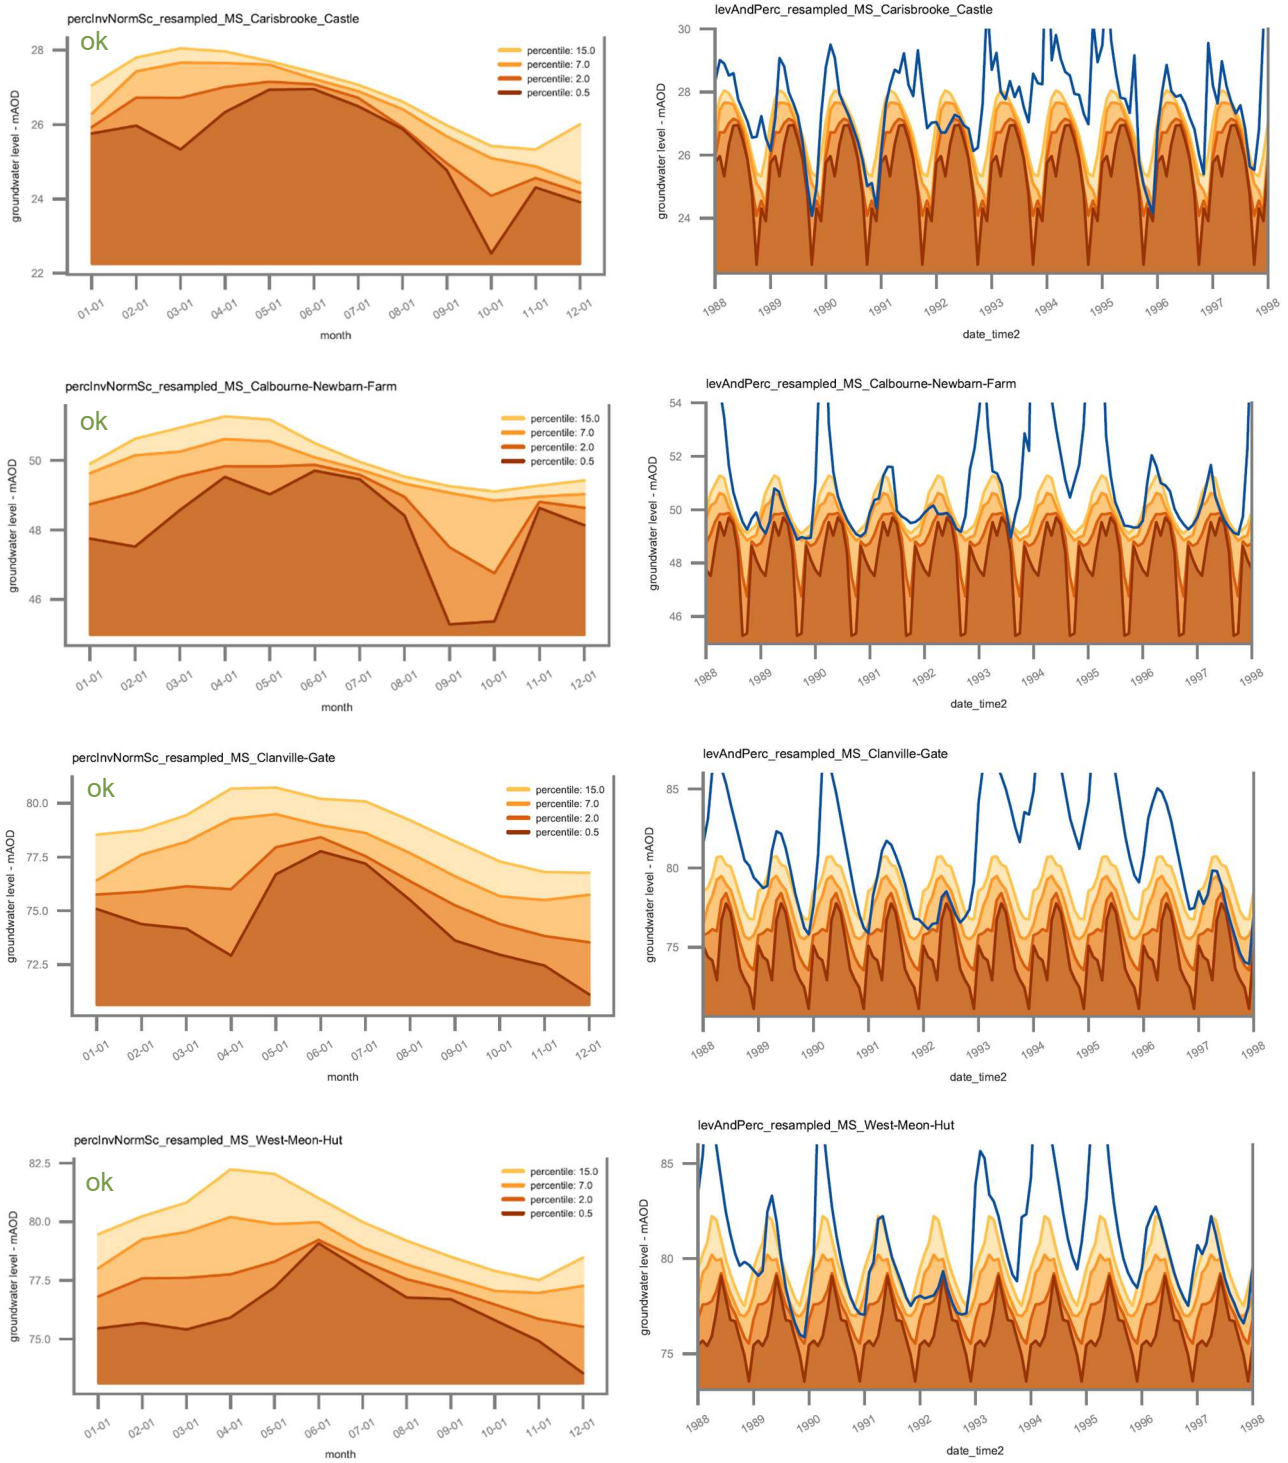 percInvNormSc_resampled_MS_Carisbrooke_Castle
ok
percentile: 15.0
percentile: 7.0
percentile: 2.0
percentile: 0.5
groundwater level - mAOD
28
26
24
22
01-01 02-01 03-01 04-01 05-01 06-01 07-01 08-01 09-01 10-01 11-01 12-01
month
levAndPerc_resampled_MS_Carisbrooke_Castle
groundwater level - mAOD
30
28
26
24
1988 1989 1990 1991 1992 1993 1994 1995 1996 1997 1998
date_time2
percInvNormSc_resampled_MS_Calbourne-Newbarn-Farm
ok
percentile: 15.0
percentile: 7.0
percentile: 2.0
percentile: 0.5
groundwater level - mAOD
50
48
46
01-01 02-01 03-01 04-01 05-01 06-01 07-01 08-01 09-01 10-01 11-01 12-01
month
levAndPerc_resampled_MS_Calbourne-Newbarn-Farm
groundwater level - mAOD
54
52
50
48
46
1988 1989 1990 1991 1992 1993 1994 1995 1996 1997 1998
date_time2
percInvNormSc_resampled_MS_Clanville-Gate
ok
percentile: 15.0
percentile: 7.0
percentile: 2.0
percentile: 0.5
groundwater level - mAOD
80.0
77.5
75.0
72.5
01-01 02-01 03-01 04-01 05-01 06-01 07-01 08-01 09-01 10-01 11-01 12-01
month
levAndPerc_resampled_MS_Clanville-Gate
groundwater level - mAOD
85
80
75
1988 1989 1990 1991 1992 1993 1994 1995 1996 1997 1998
date_time2
percInvNormSc_resampled_MS_West-Meon-Hut
ok
percentile: 15.0
percentile: 7.0
percentile: 2.0
percentile: 0.5
groundwater level - mAOD
82.5
80.0
77.5
75.0
01-01 02-01 03-01 04-01 05-01 06-01 07-01 08-01 09-01 10-01 11-01 12-01
month
levAndPerc_resampled_MS_West-Meon-Hut
groundwater level - mAOD
85
80
75
1988 1989 1990 1991 1992 1993 1994 1995 1996 1997 1998
date_time2